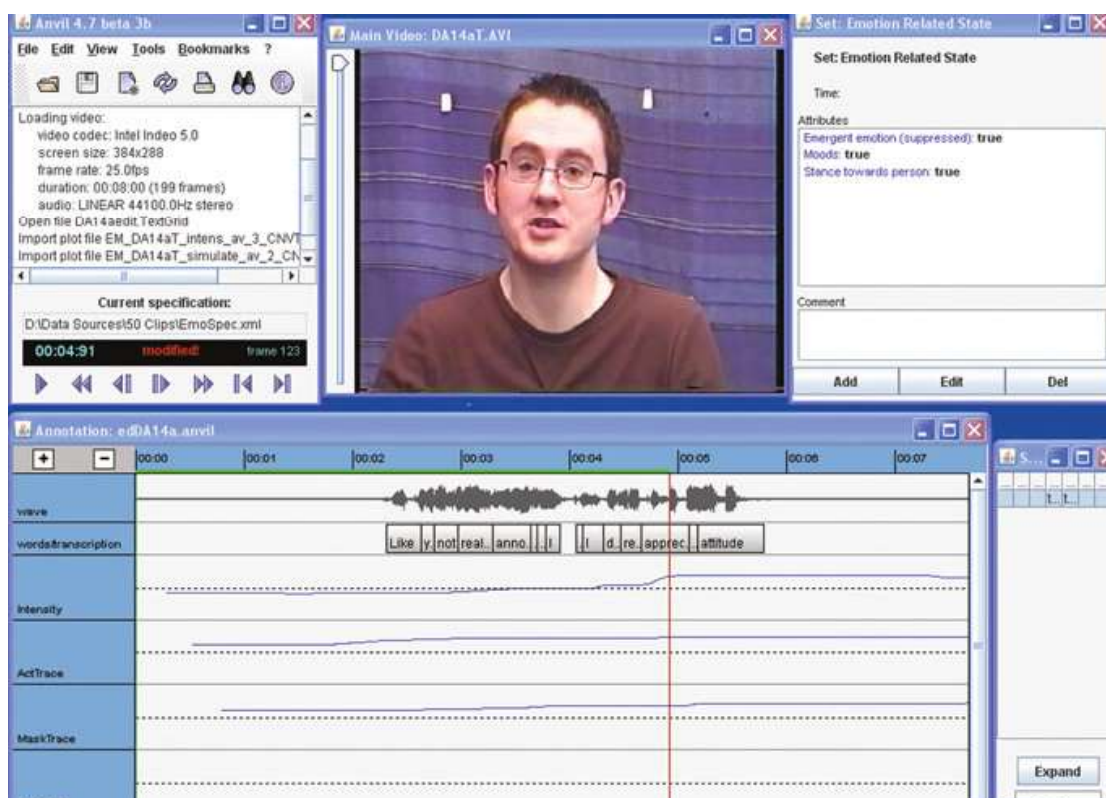 Anvil 4.7 beta 3b
File Edit View Tools Bookmarks ?
Loading video:
video codec: Intel Indeo 5.0
screen size: 384x288
frame rate: 25.0fps
duration: 00:08:00 (199 frames)
audio: LINEAR 44100.0Hz stereo
Open file DA14aedit.TextGrid
Import plot file EM_DA14aT_intens_av_3_CNVT
Import plot file EM_DA14aT_simulate_av_2_CN
Current specification:
D:\Data Sources\50 Clips\EmoSpec.xml
00:04:91 modified! frame 123
Main Video: DA14aT.AVI
Set: Emotion Related State
Set: Emotion Related State
Time:
Attributes
Emergent emotion (suppressed): true
Moods: true
Stance towards person: true
Comment
Add Edit Del
Annotation: edDA14a.anvil
+ - 00:00 00:01 00:02 00:03 00:04 00:05 00:06 00:07
wave
words&transcription Like y. not real.. anno.. .. I I d.. re.. apprec.. .. attitude
Intensity
ActTrace
MaskTrace
S...
t... t...
Expand